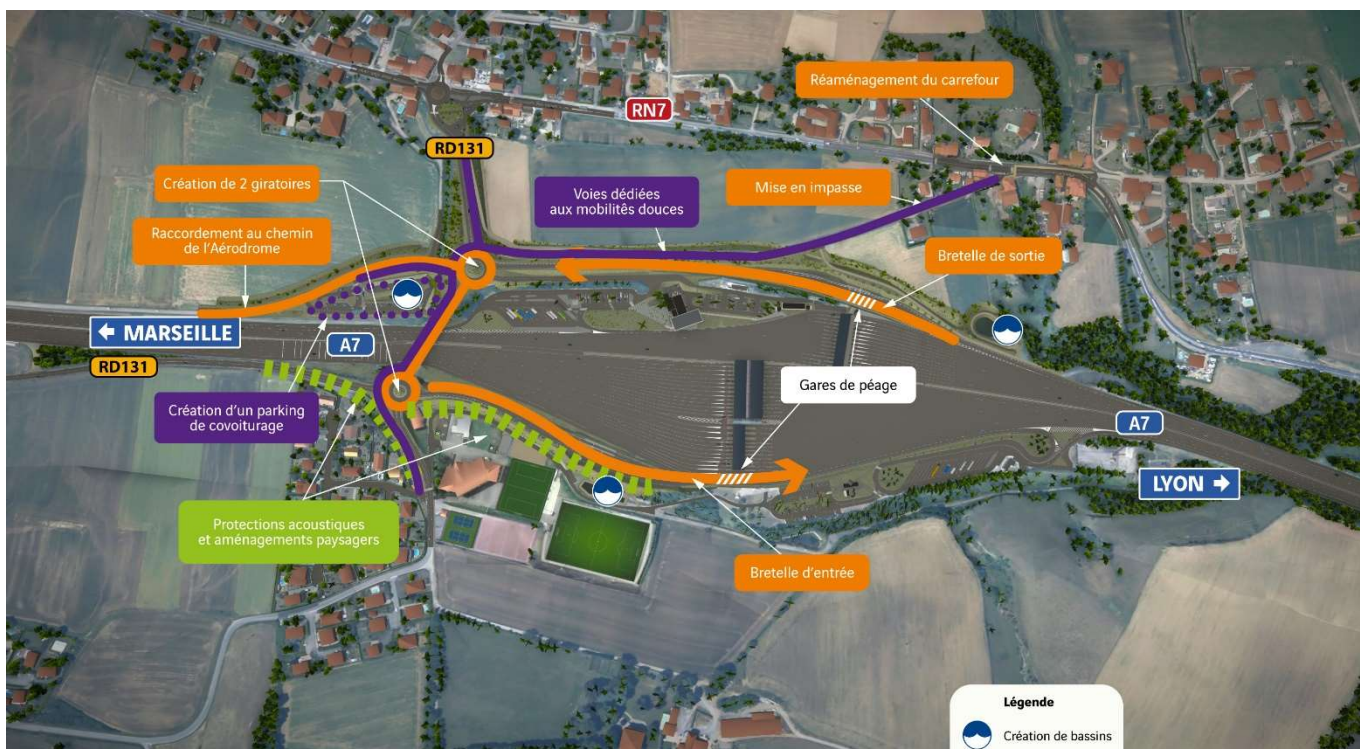 Réaménagement du carrefour
RN7
RD131
Création de 2 giratoires
Voies dédiées
aux mobilités douces
Mise en impasse
Raccordement au chemin
de l'Aérodrome
Bretelle de sortie
← MARSEILLE
A7
RD131
Gares de péage
Création d'un parking
de covoiturage
A7
LYON →
Protections acoustiques
et aménagements paysagers
Bretelle d'entrée
Légende
Création de bassins